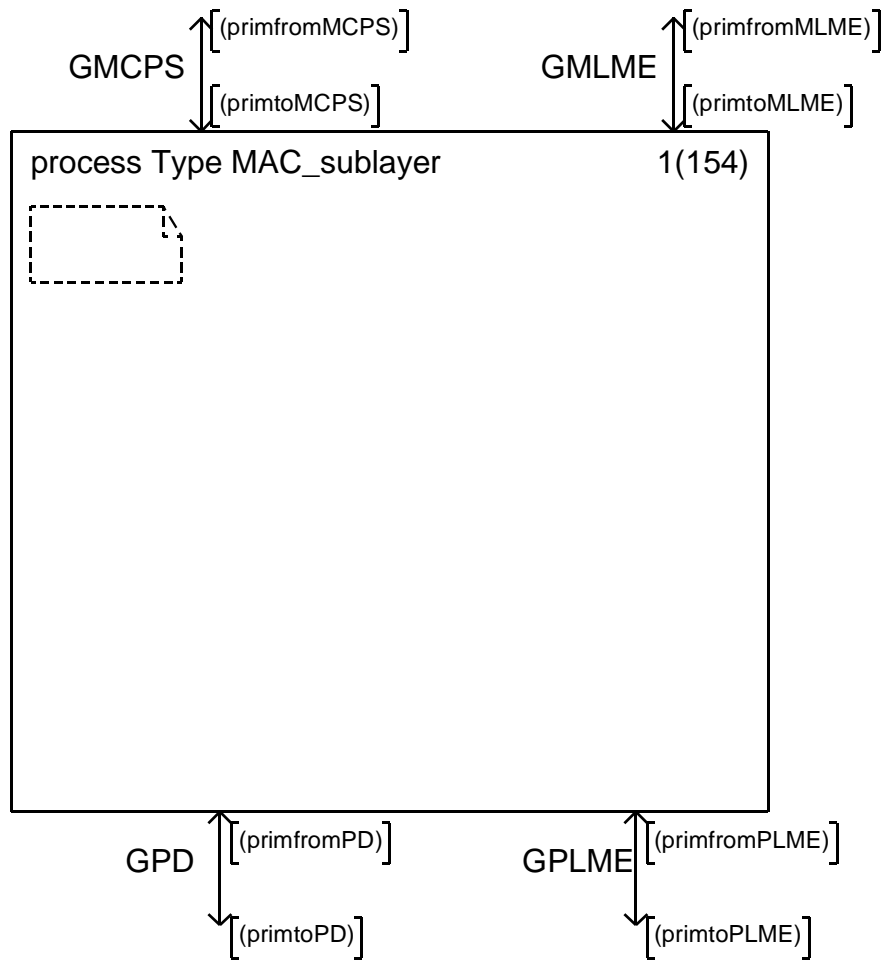 [(primfromMCPS)] [(primfromMLME)]
GMCPS GMLME
[(primtoMCPS)] [(primtoMLME)]
process Type MAC_sublayer 1(154)
[(primfromPD)] [(primfromPLME)]
GPD GPLME
[(primtoPD)] [(primtoPLME)]